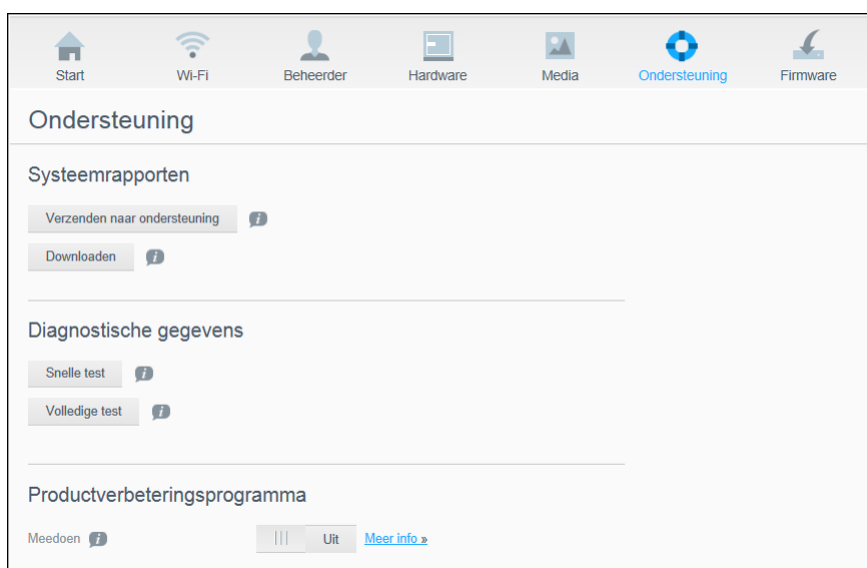 Start Wi-Fi Beheerder Hardware Media Ondersteuning Firmware
Ondersteuning
Systeemrapporten
Verzenden naar ondersteuning
Downloaden
Diagnostische gegevens
Snelle test
Volledige test
Productverbeteringsprogramma
Meedoen Uit Meer info »